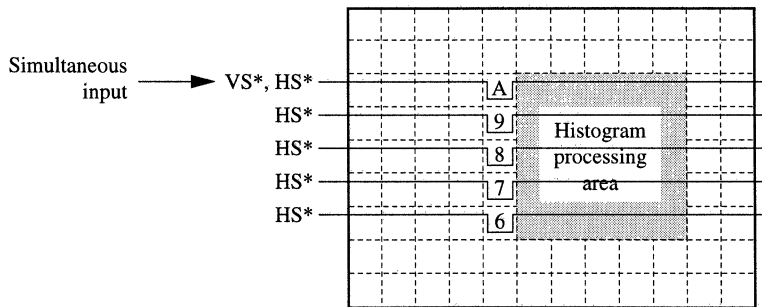 Simultaneous
input
VS*, HS*
A
HS*
9
HS*
8
HS*
7
HS*
6
Histogram
processing
area